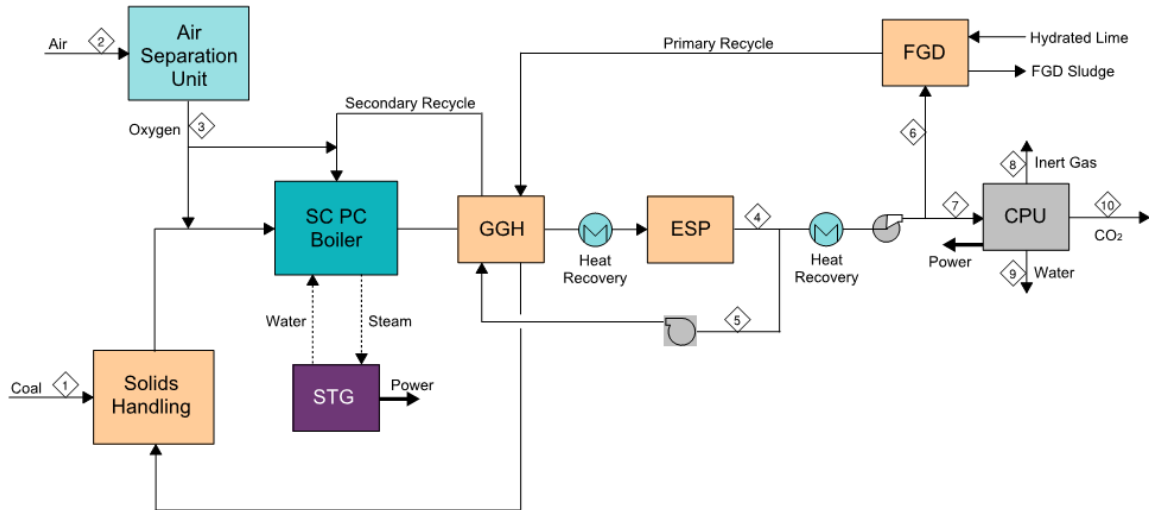 Air
2
Air
Separation
Unit
Oxygen
3
Primary Recycle
Secondary Recycle
FGD
Hydrated Lime
FGD Sludge
6
SC PC
Boiler
GGH
Heat
Recovery
ESP
4
Heat
Recovery
7
CPU
8
Inert Gas
10
CO₂
Power
9
Water
5
Water
Steam
STG
Power
Coal
1
Solids
Handling